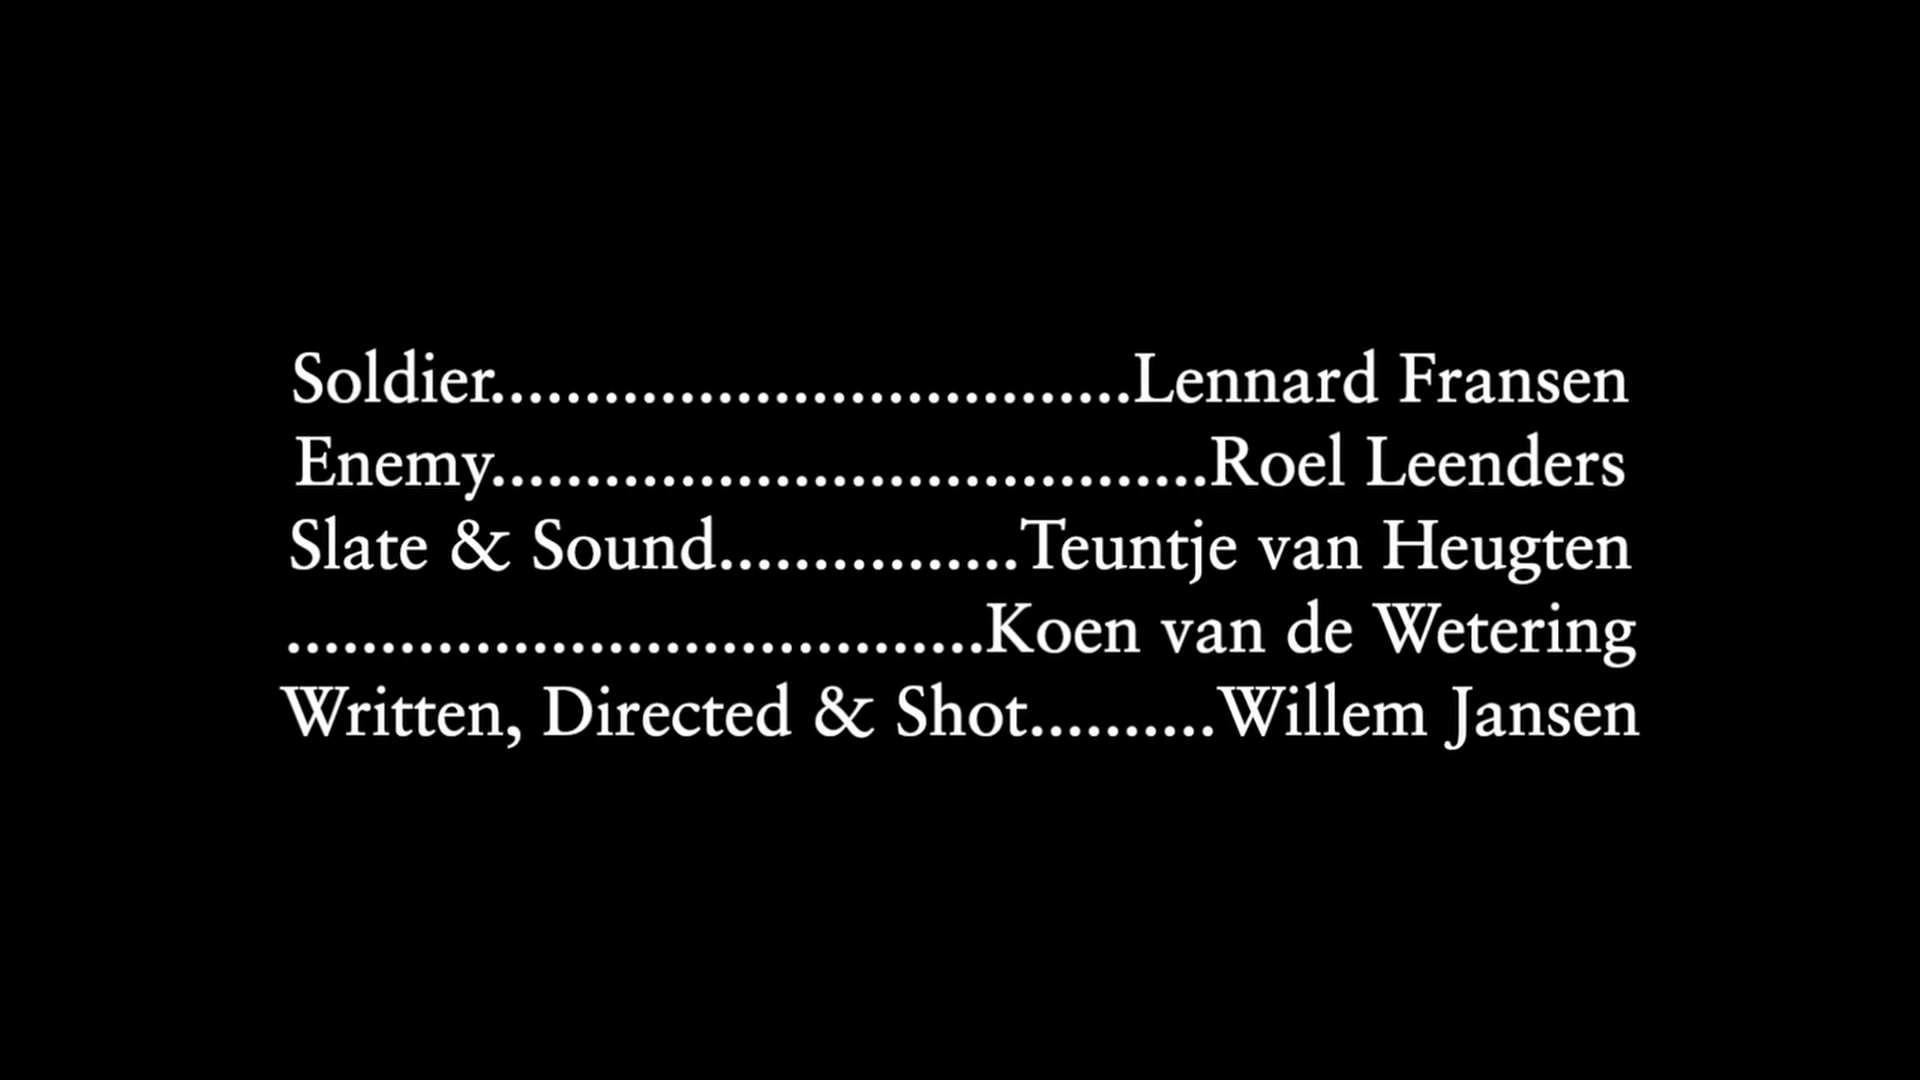 Soldier..................................Lennard Fransen
Enemy......................................Roel Leenders
Slate & Sound................Teuntje van Heugten
.....................................Koen van de Wetering
Written, Directed & Shot..........Willem Jansen